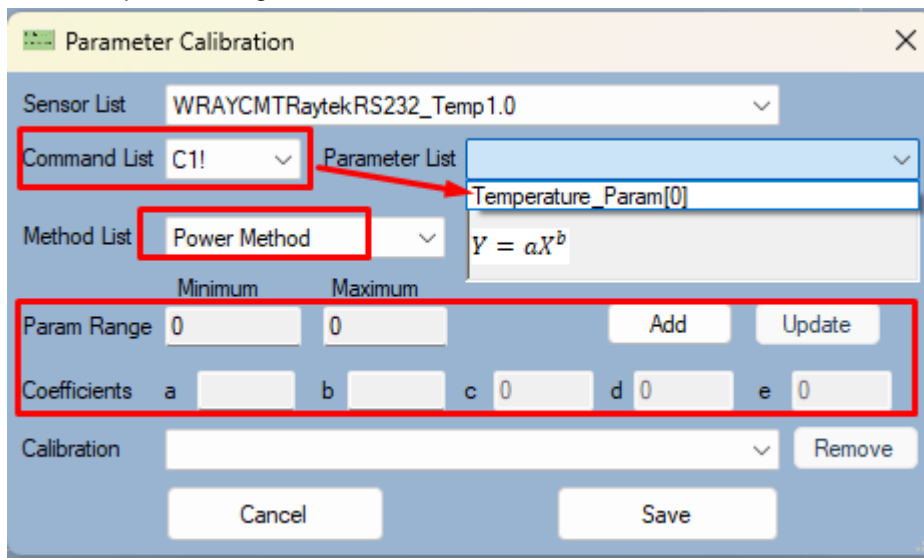 Parameter Calibration
Sensor List WRAYCMTRaytekRS232_Temp1.0
Command List C1! Parameter List
Temperature_Param[0]
Method List Power Method Y = aX^b
Minimum Maximum
Param Range 0 0 Add Update
Coefficients a b c 0 d 0 e 0
Calibration Remove
Cancel Save